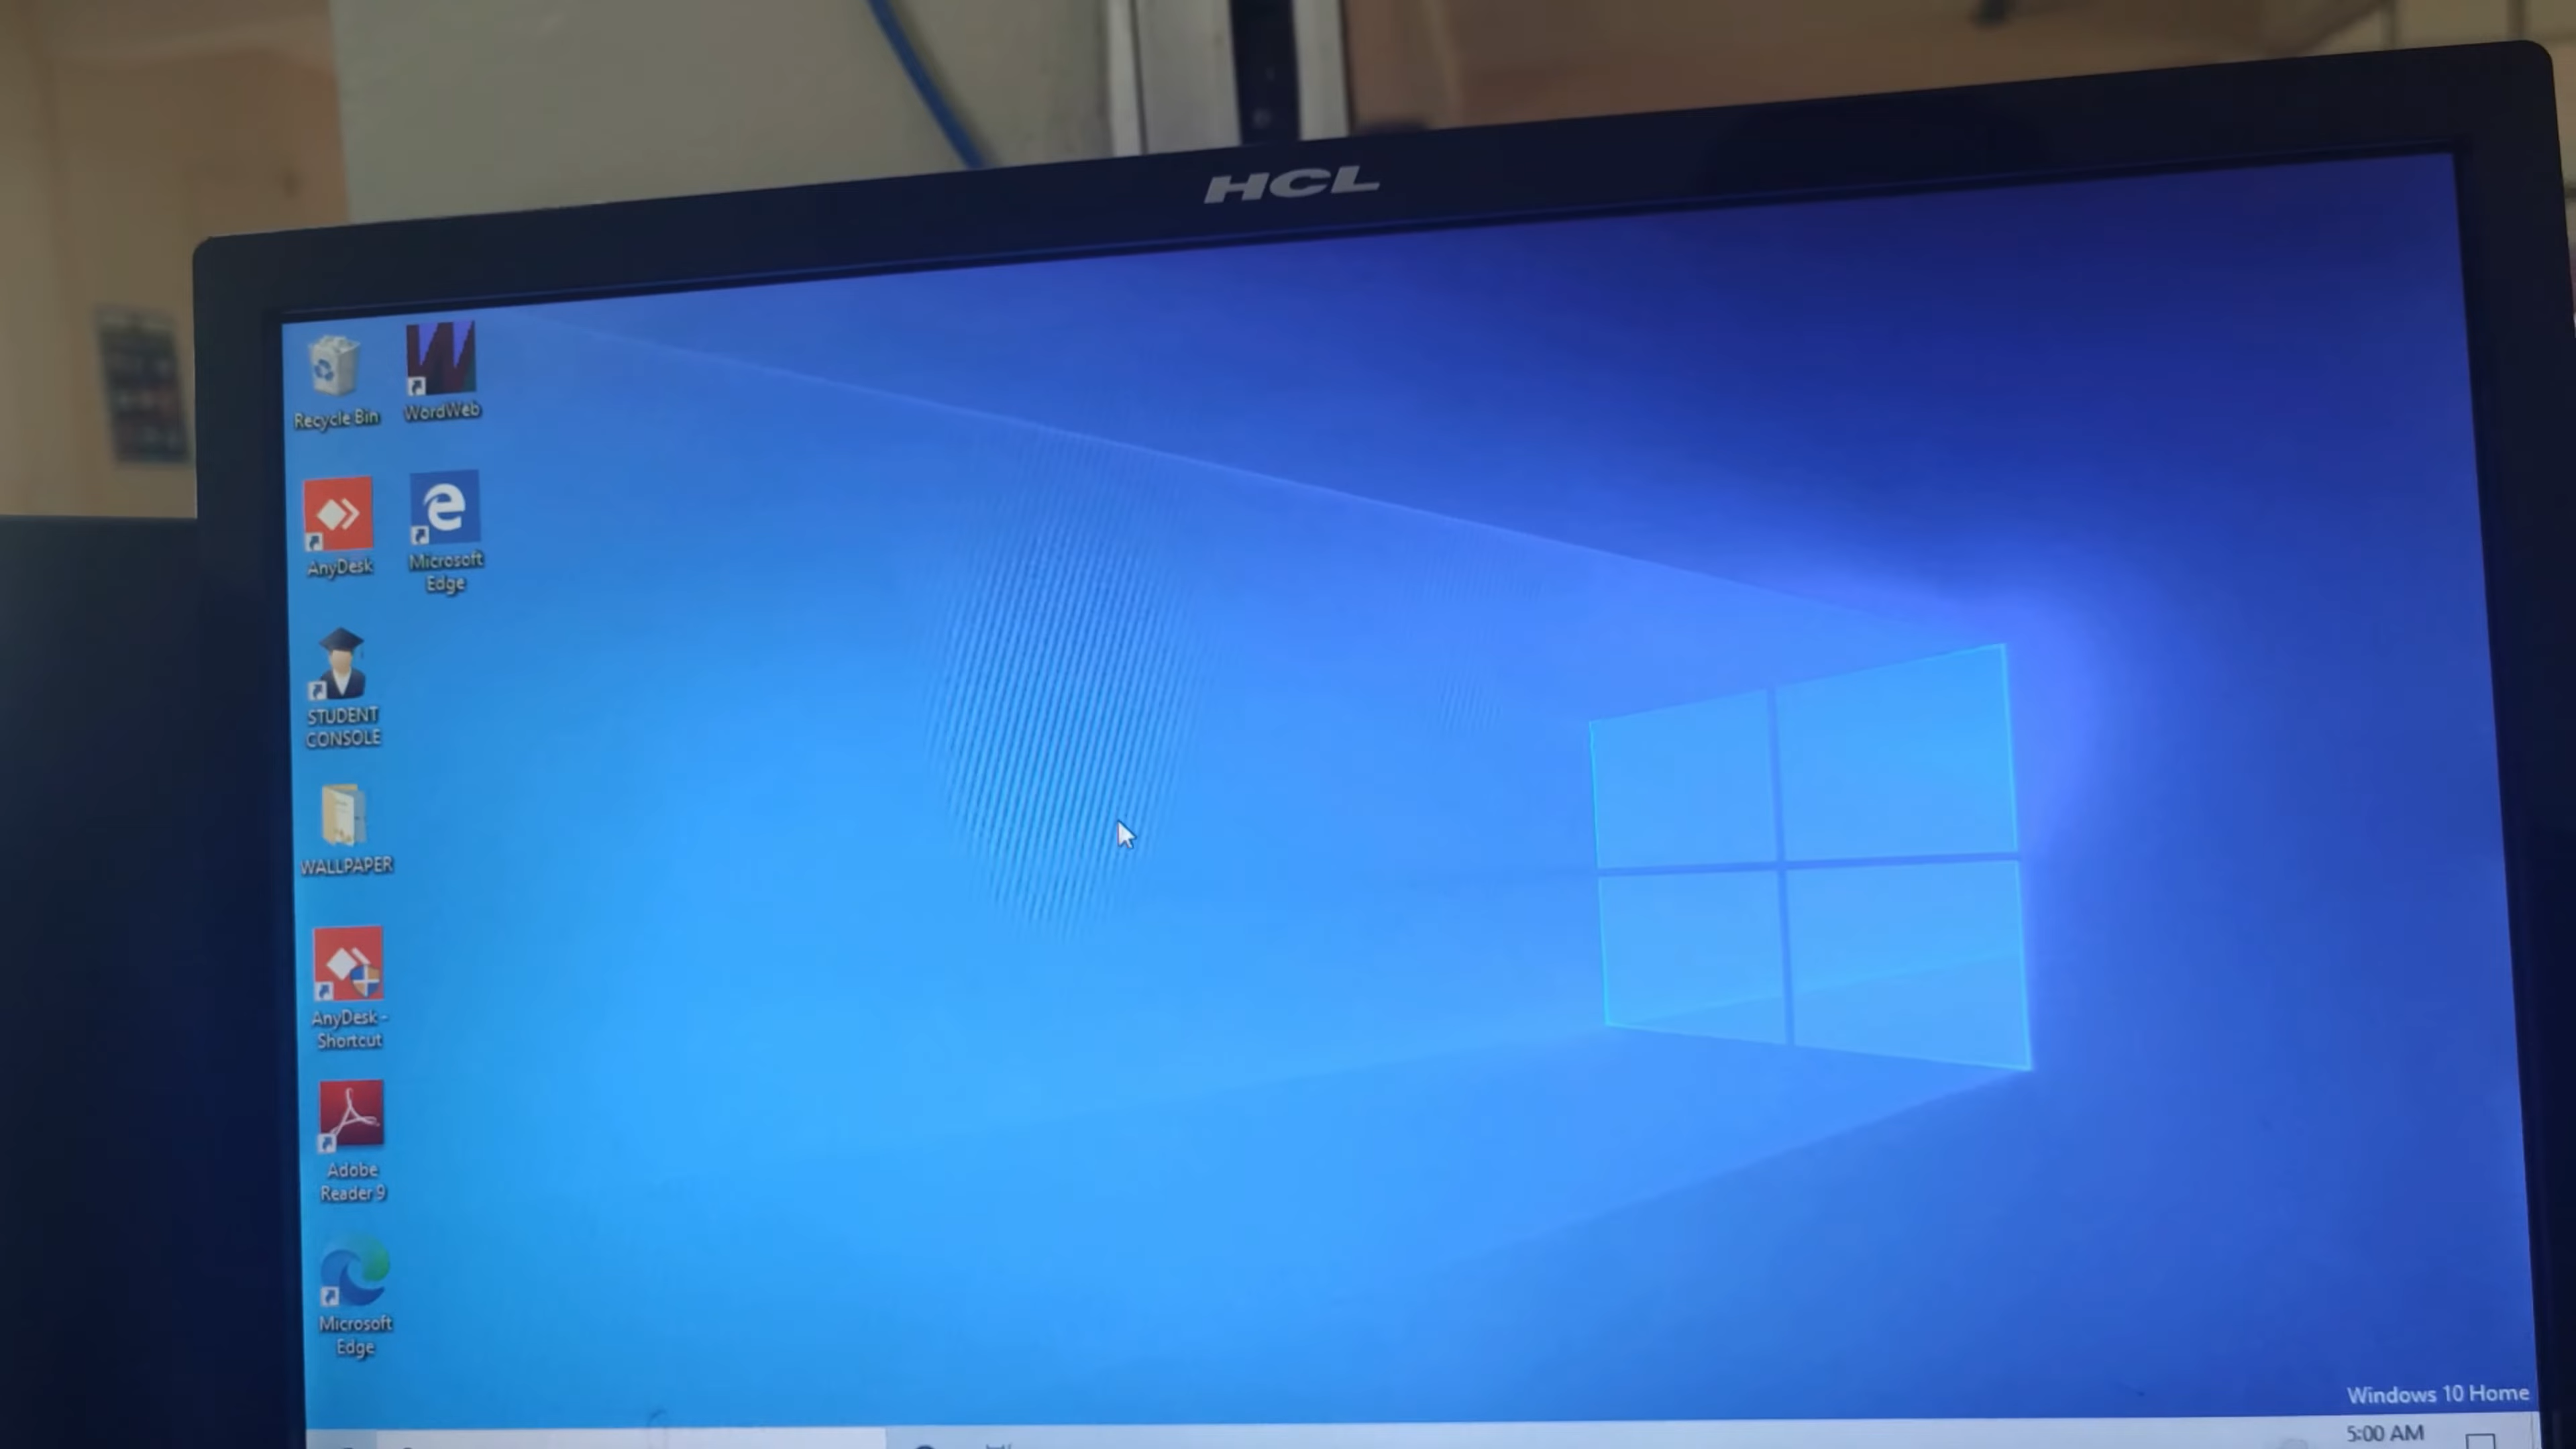 HCL
Recycle Bin
WordWeb
AnyDesk
Microsoft
Edge
STUDENT
CONSOLE
WALLPAPER
AnyDesk -
Shortcut
Adobe
Reader 9
Microsoft
Edge
Windows 10 Home
5:00 AM